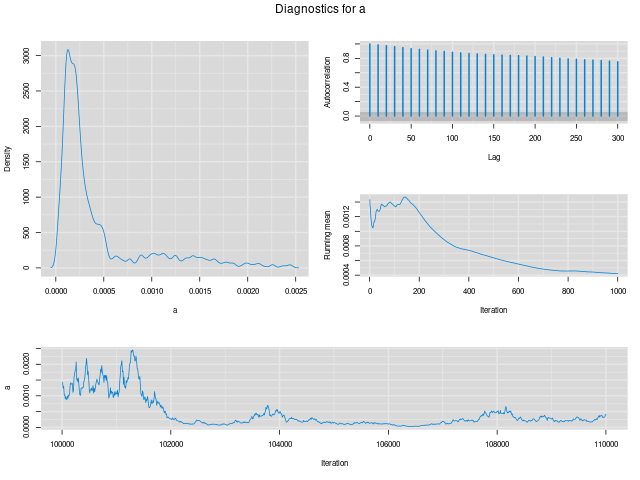 Diagnostics for a
Density
0 500 1000 1500 2000 2500 3000
0.0000 0.0005 0.0010 0.0015 0.0020 0.0025
a
Autocorrelation
0.0 0.4 0.8
0 50 100 150 200 250 300
Lag
Running mean
0.0004 0.0008 0.0012
0 200 400 600 800 1000
Iteration
a
0.0000 0.0010 0.0020
100000 102000 104000 106000 108000 110000
Iteration